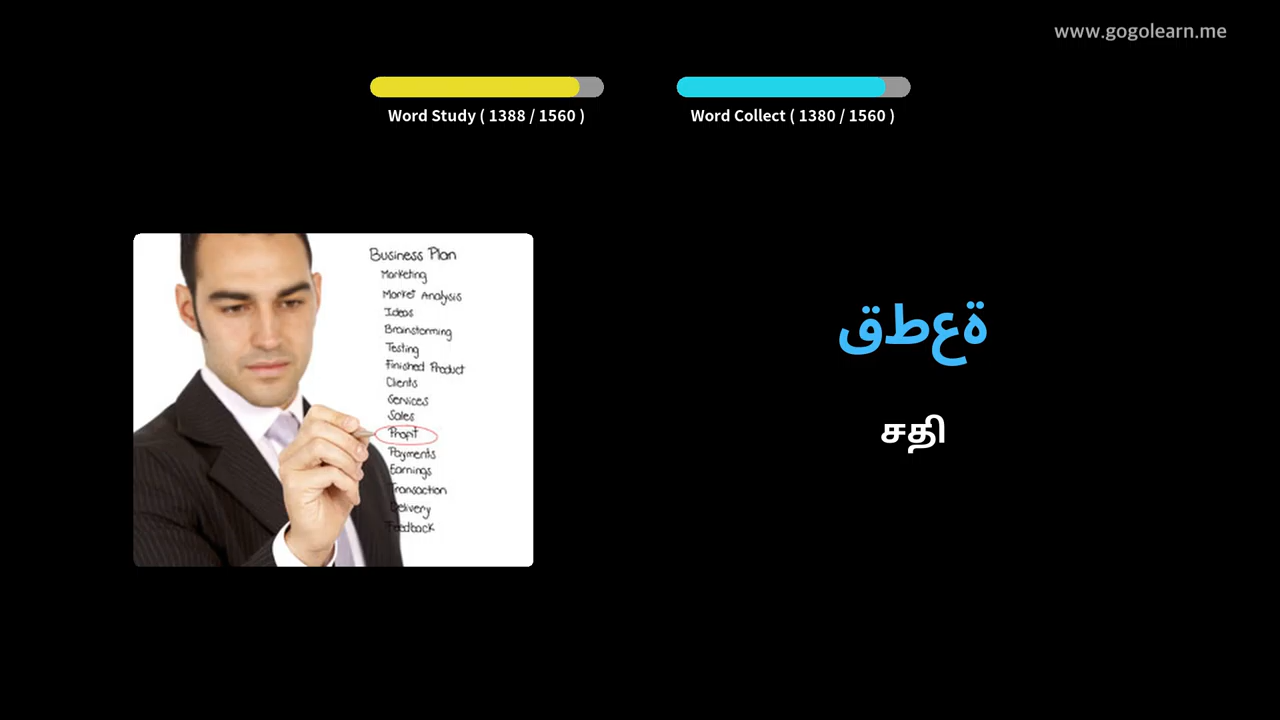 www.gogolearn.me
Word Study ( 1388 / 1560 )
Word Collect ( 1380 / 1560 )
Business Plan
Marketing
Market Analysis
Ideas
Brainstorming
Testing
Finished Product
Clients
Services
Sales
Profit
Payments
Earnings
Transaction
Delivery
Feedback
قطعة
சதி